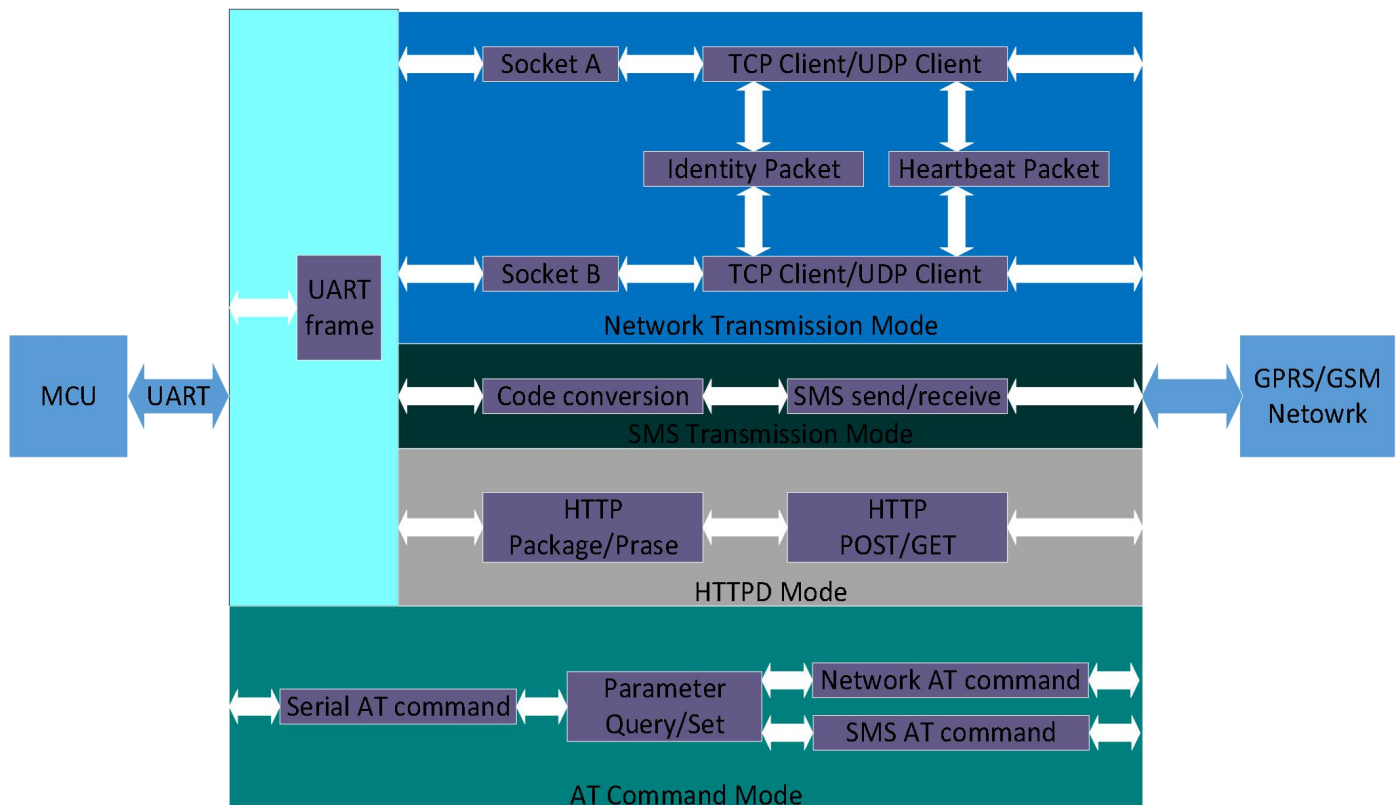 Socket A
TCP Client/UDP Client
Identity Packet
Heartbeat Packet
Socket B
TCP Client/UDP Client
UART
frame
Network Transmission Mode
MCU
UART
Code conversion
SMS send/receive
SMS Transmission Mode
GPRS/GSM
Netowrk
HTTP
Package/Prase
HTTP
POST/GET
HTTPD Mode
Serial AT command
Parameter
Query/Set
Network AT command
SMS AT command
AT Command Mode